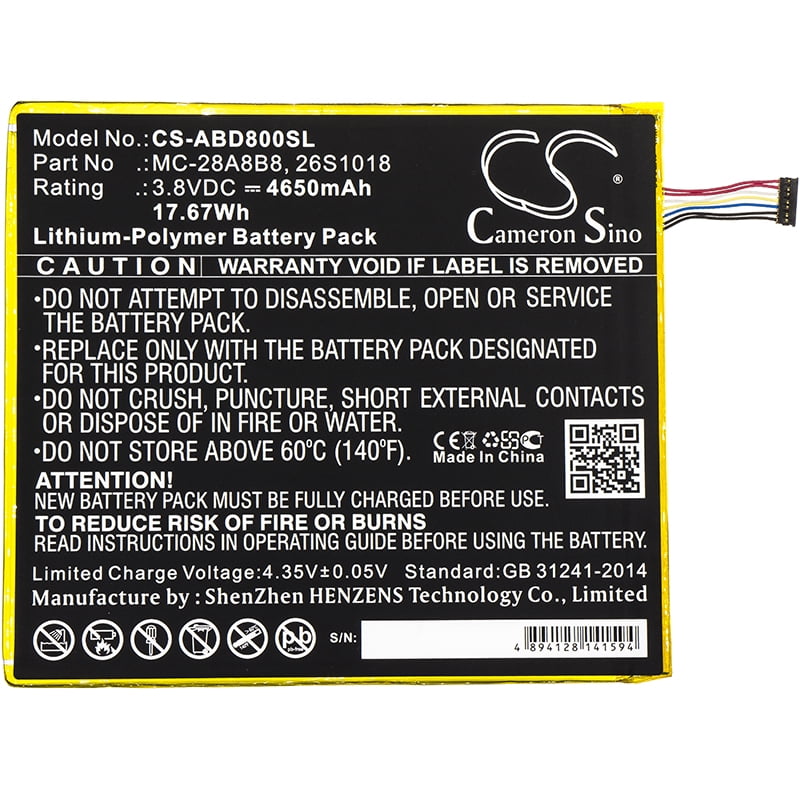 Model No.:CS-ABD800SL
Part No :MC-28A8B8, 26S1018
Rating :3.8VDC ⎓ 4650mAh
17.67Wh
Lithium-Polymer Battery Pack
CS
®
Cameron Sino
CAUTION WARRANTY VOID IF LABEL IS REMOVED
•DO NOT ATTEMPT TO DISASSEMBLE, OPEN OR SERVICE
THE BATTERY PACK.
•REPLACE ONLY WITH THE BATTERY PACK DESIGNATED
FOR THIS PRODUCT.
•DO NOT CRUSH, PUNCTURE, SHORT EXTERNAL CONTACTS
OR DISPOSE OF IN FIRE OR WATER.
•DO NOT STORE ABOVE 60ºC (140ºF).
CE
Made In China
ATTENTION!
NEW BATTERY PACK MUST BE FULLY CHARGED BEFORE USE.
TO REDUCE RISK OF FIRE OR BURNS
READ INSTRUCTIONS IN OPERATING GUIDE BEFORE USING BATTERY.
Limited Charge Voltage:4.35V±0.05V Standard:GB 31241-2014
Manufacture by : ShenZhen HENZENS Technology Co., Limited
pb
S/N:
4 894128 141594